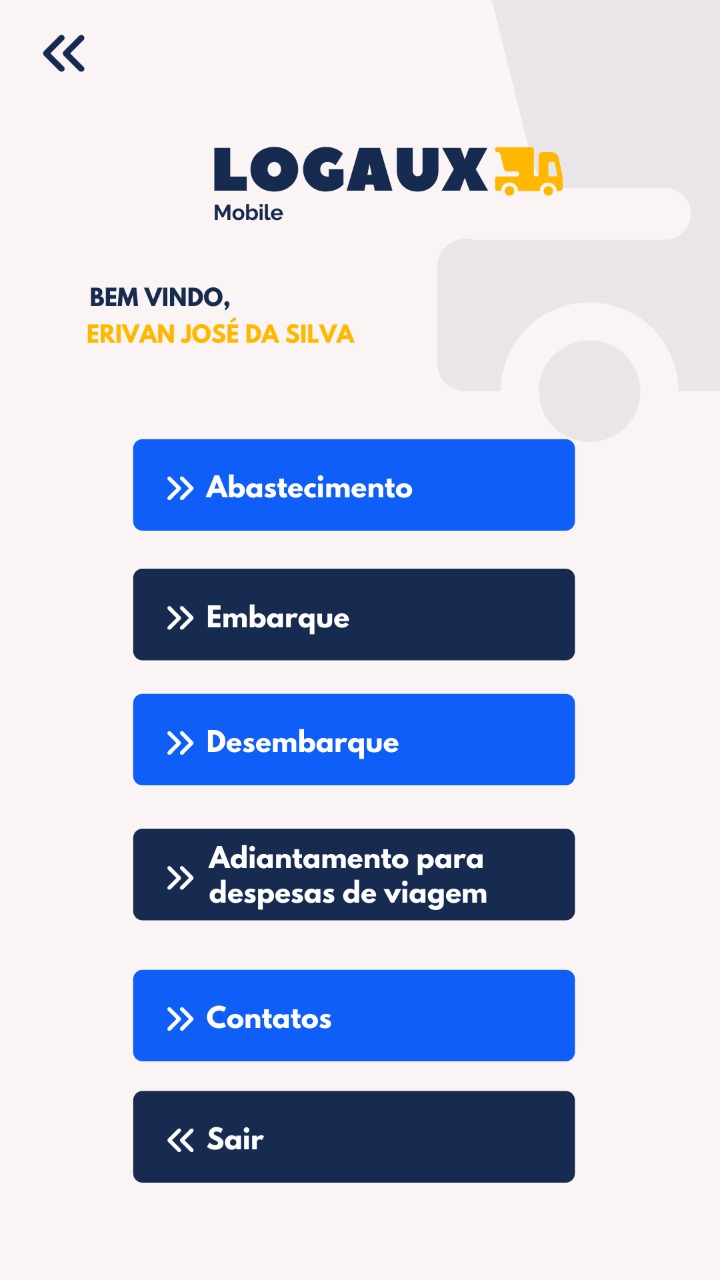 LOGAUX
Mobile
BEM VINDO,
ERIVAN JOSÉ DA SILVA
Abastecimento
Embarque
Desembarque
Adiantamento para
despesas de viagem
Contatos
Sair